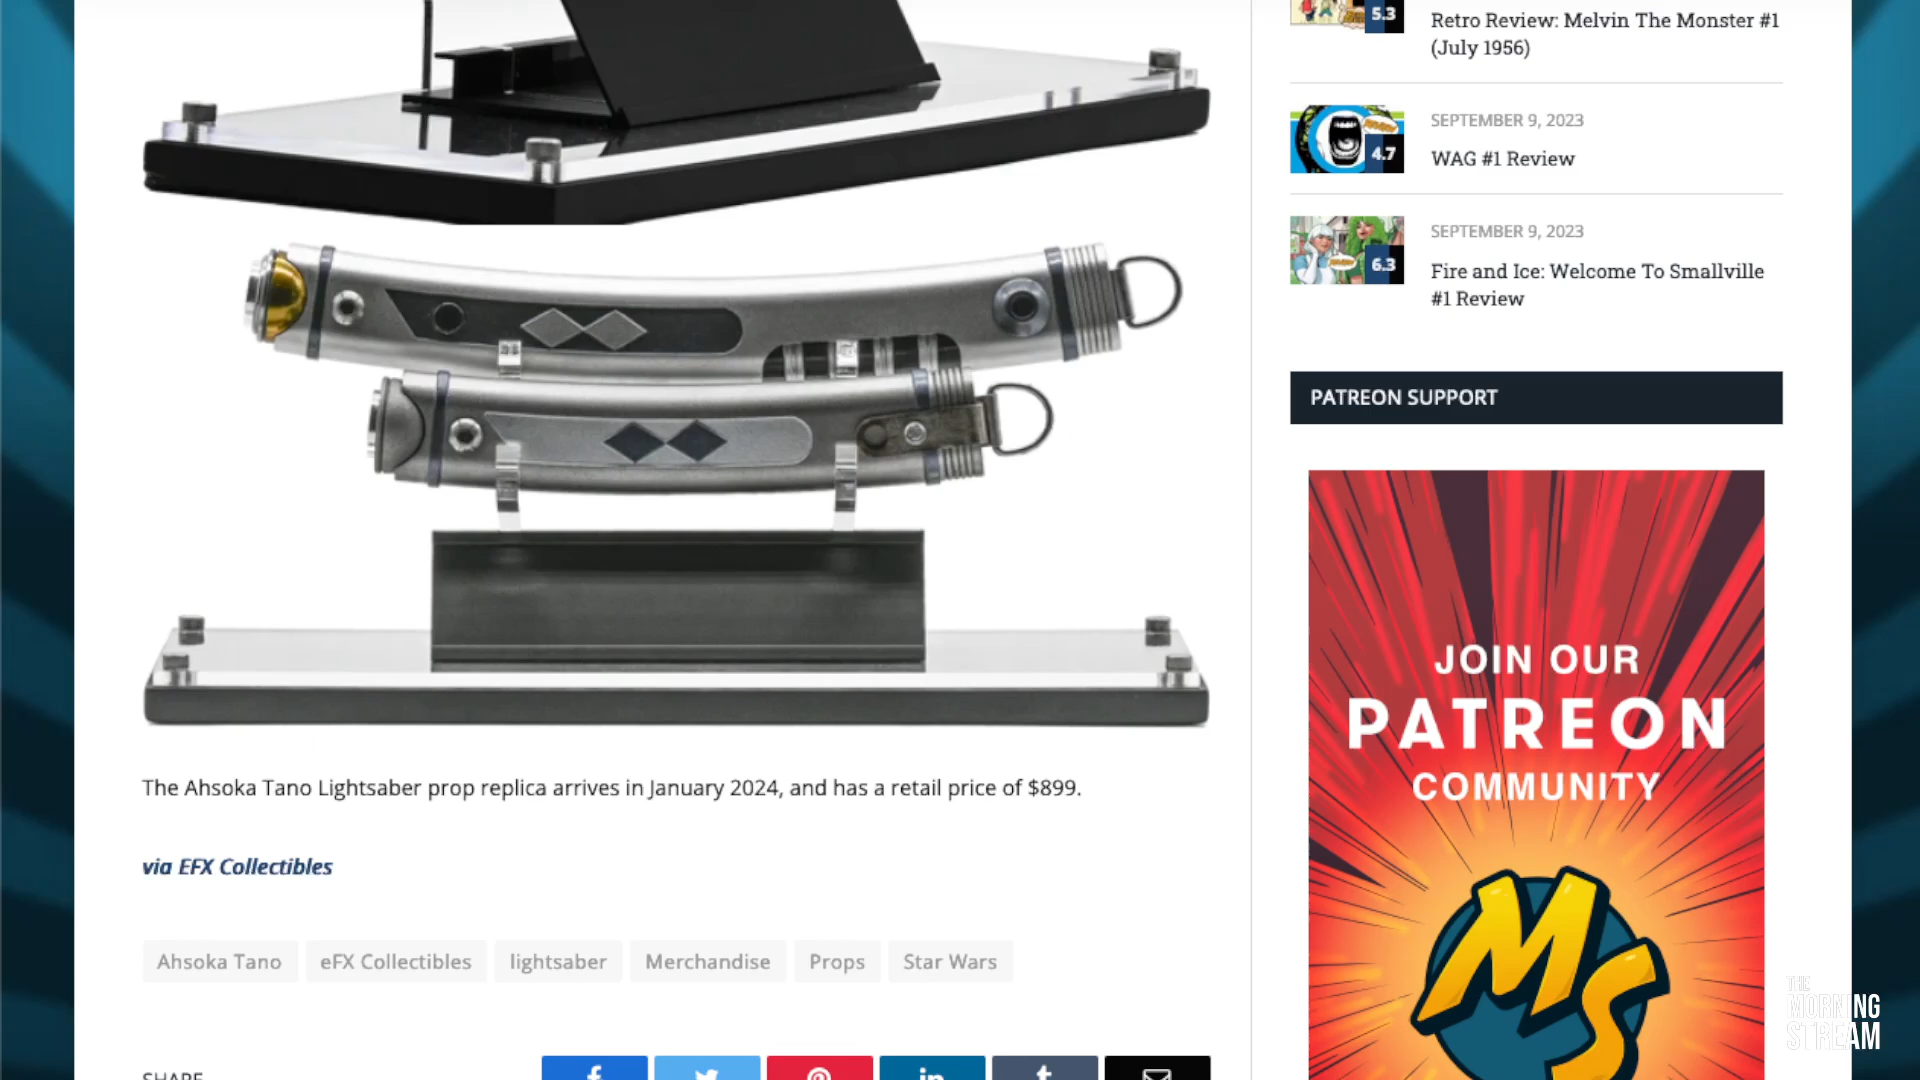 5.3
Retro Review: Melvin The Monster #1
(July 1956)
4.7
SEPTEMBER 9, 2023
WAG #1 Review
6.3
SEPTEMBER 9, 2023
Fire and Ice: Welcome To Smallville
#1 Review
PATREON SUPPORT
JOIN OUR
PATREON
COMMUNITY
MS
The Ahsoka Tano Lightsaber prop replica arrives in January 2024, and has a retail price of $899.
via EFX Collectibles
Ahsoka Tano
eFX Collectibles
lightsaber
Merchandise
Props
Star Wars
SHARE
THE
MORNING
STREAM